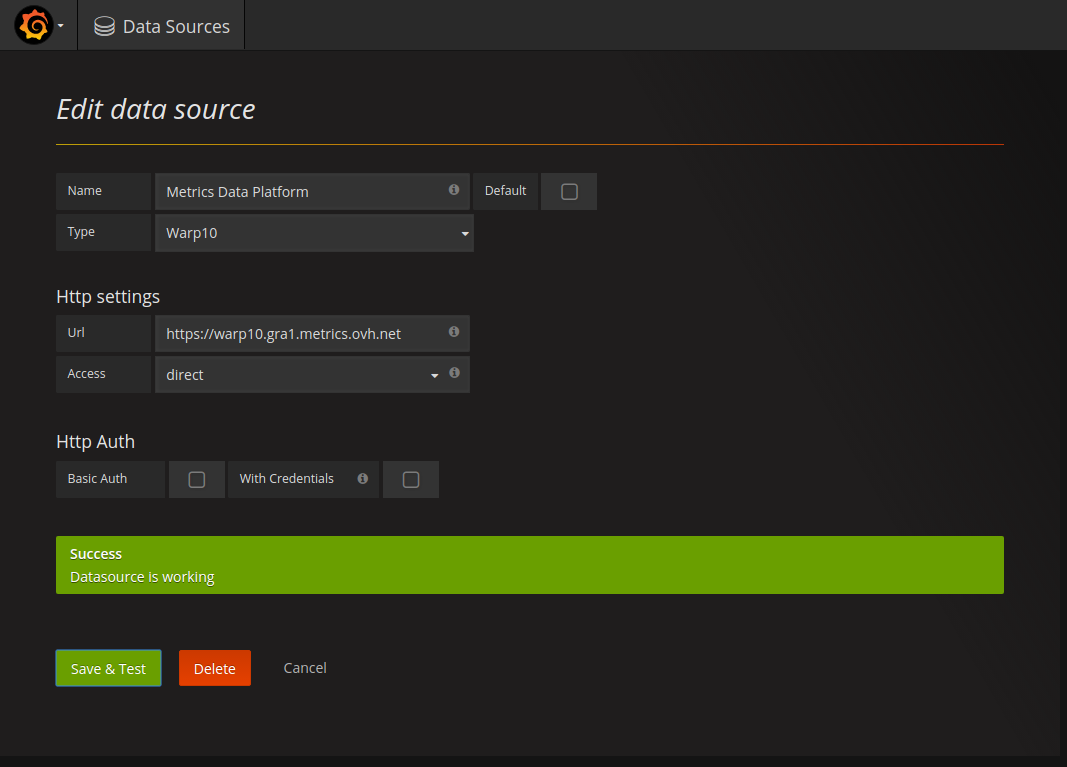 Data Sources
Edit data source
Name Metrics Data Platform Default
Type Warp10
Http settings
Url https://warp10.gra1.metrics.ovh.net
Access direct
Http Auth
Basic Auth With Credentials
Success
Datasource is working
Save & Test Delete Cancel